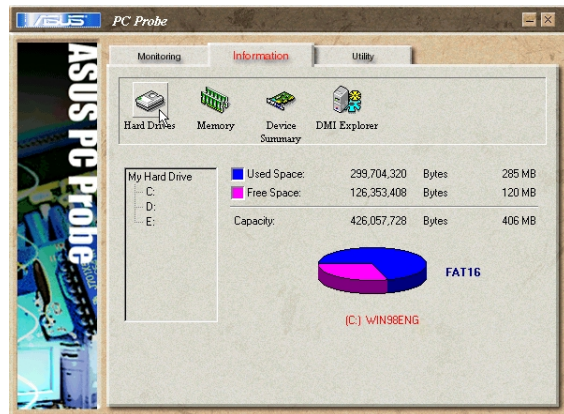 ASUS PC Probe
Monitoring Information Utility
Hard Drives Memory Device Summary DMI Explorer
ASUS PC Probe
My Hard Drive
C:
D:
E:
Used Space: 299,704,320 Bytes 285 MB
Free Space: 126,353,408 Bytes 120 MB
Capacity: 426,057,728 Bytes 406 MB
FAT16
(C:) WIN98ENG